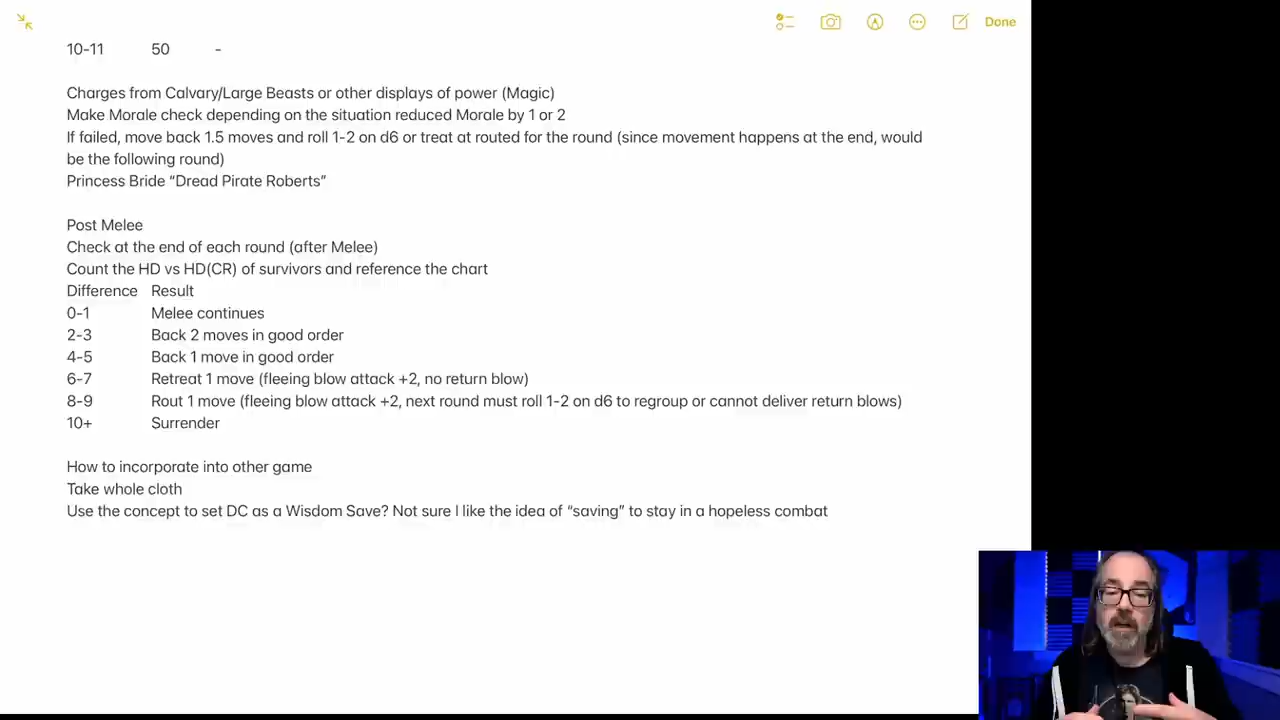 Done
10-11 50 -
Charges from Calvary/Large Beasts or other displays of power (Magic)
Make Morale check depending on the situation reduced Morale by 1 or 2
If failed, move back 1.5 moves and roll 1-2 on d6 or treat at routed for the round (since movement happens at the end, would
be the following round)
Princess Bride “Dread Pirate Roberts”
Post Melee
Check at the end of each round (after Melee)
Count the HD vs HD(CR) of survivors and reference the chart
Difference Result
0-1 Melee continues
2-3 Back 2 moves in good order
4-5 Back 1 move in good order
6-7 Retreat 1 move (fleeing blow attack +2, no return blow)
8-9 Rout 1 move (fleeing blow attack +2, next round must roll 1-2 on d6 to regroup or cannot deliver return blows)
10+ Surrender
How to incorporate into other game
Take whole cloth
Use the concept to set DC as a Wisdom Save? Not sure I like the idea of “saving” to stay in a hopeless combat